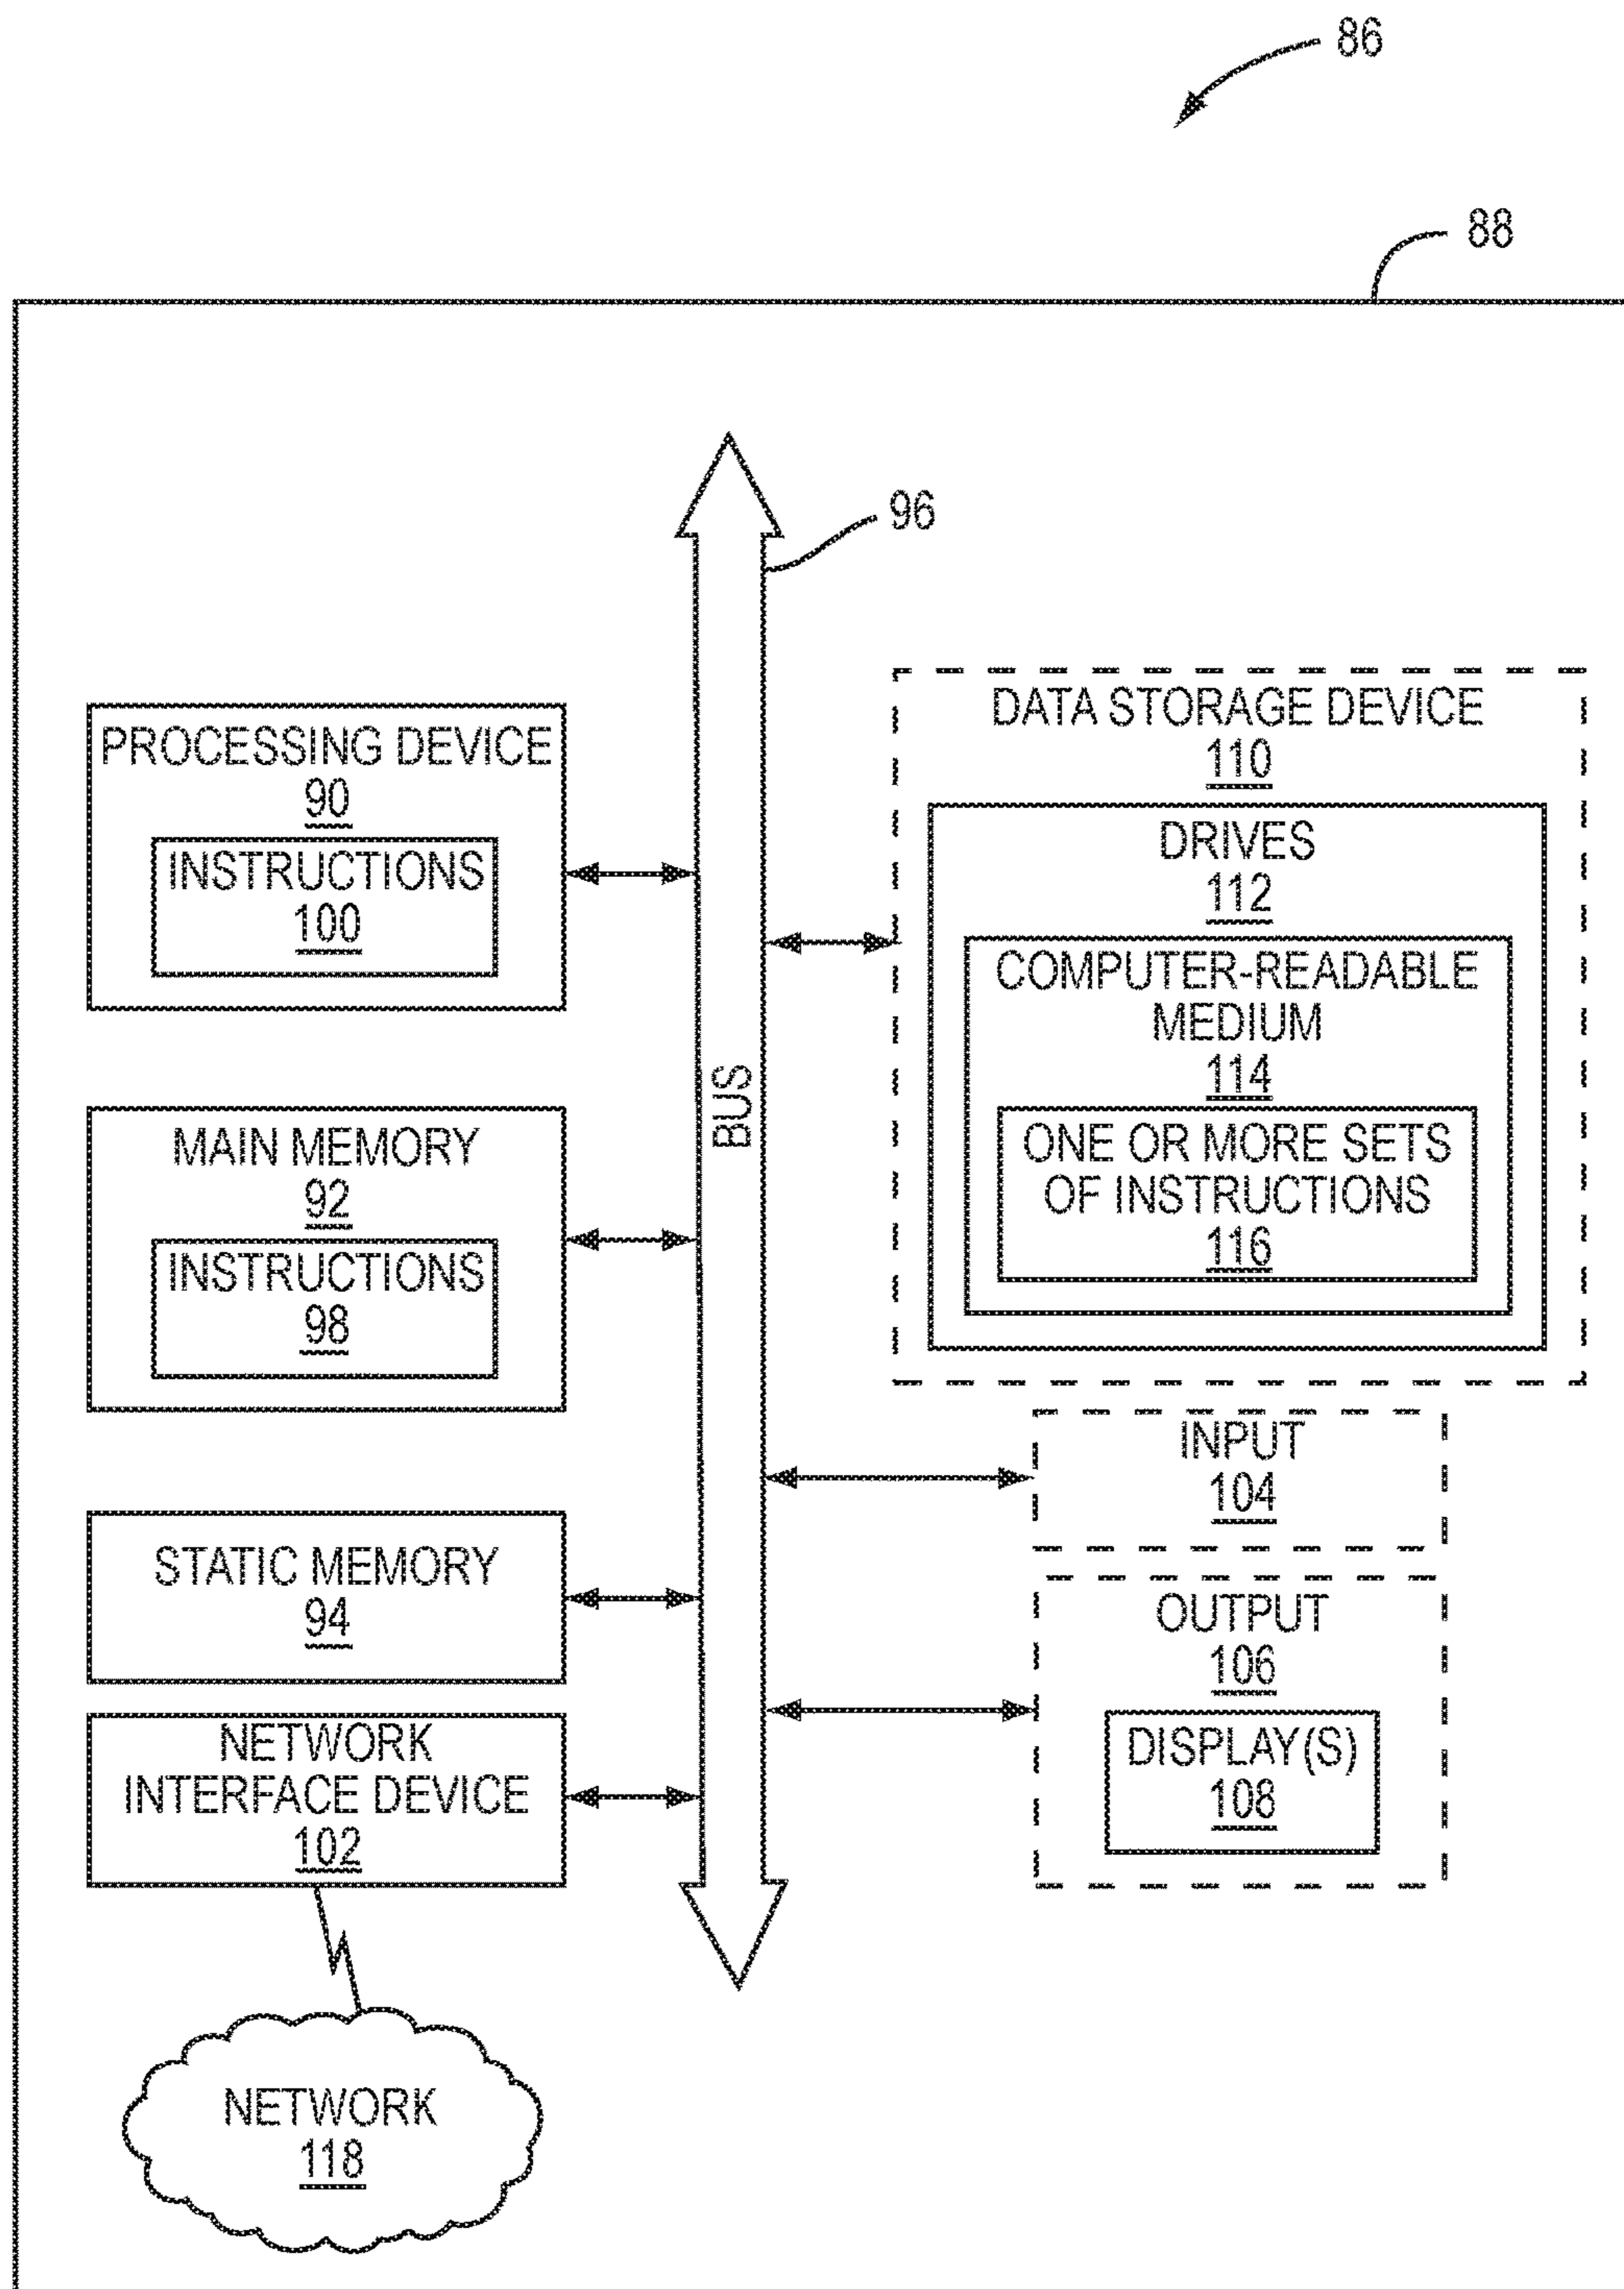 86
88
96
PROCESSING DEVICE
90
INSTRUCTIONS
100
MAIN MEMORY
92
INSTRUCTIONS
98
STATIC MEMORY
94
NETWORK
INTERFACE DEVICE
102
NETWORK
118
BUS
DATA STORAGE DEVICE
110
DRIVES
112
COMPUTER-READABLE
MEDIUM
114
ONE OR MORE SETS
OF INSTRUCTIONS
116
INPUT
104
OUTPUT
106
DISPLAY(S)
108